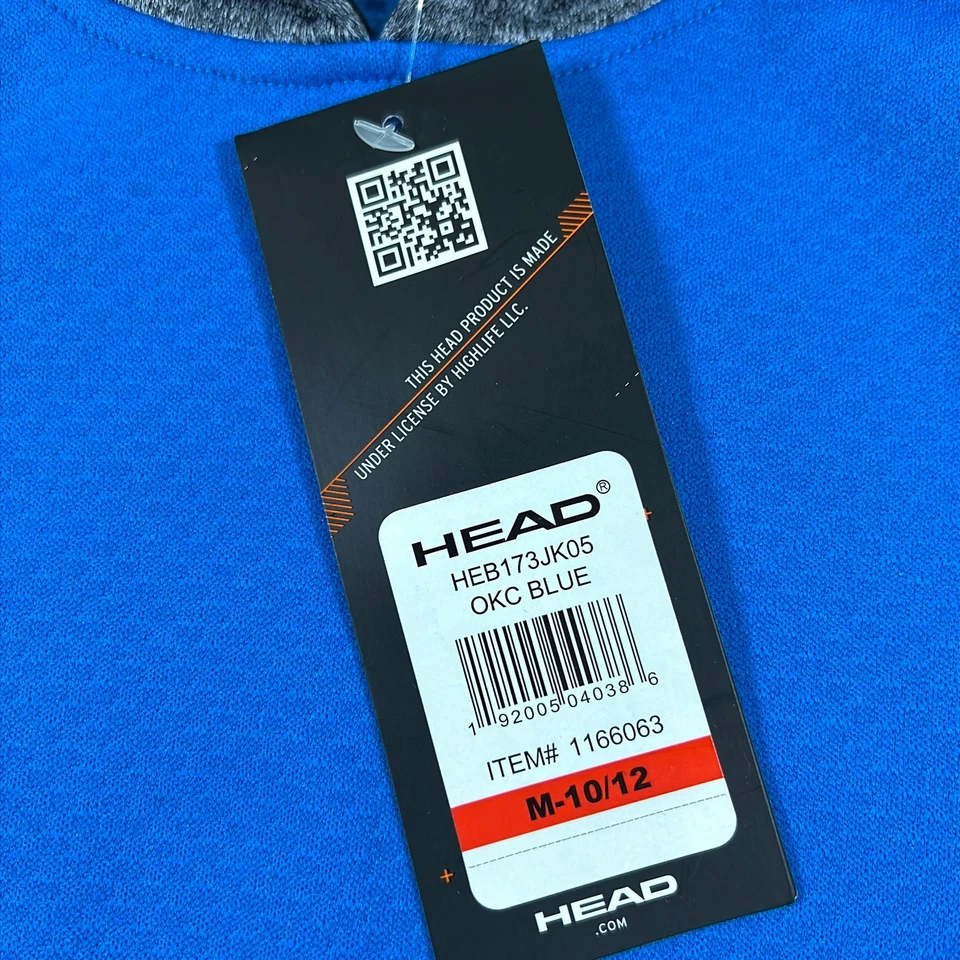 THIS HEAD PRODUCT IS MADE
UNDER LICENSE BY HIGHLIFE LLC.
HEAD®
HEB173JK05
OKC BLUE
1 92005 04038 6
ITEM# 1166063
M-10/12
HEAD
.COM